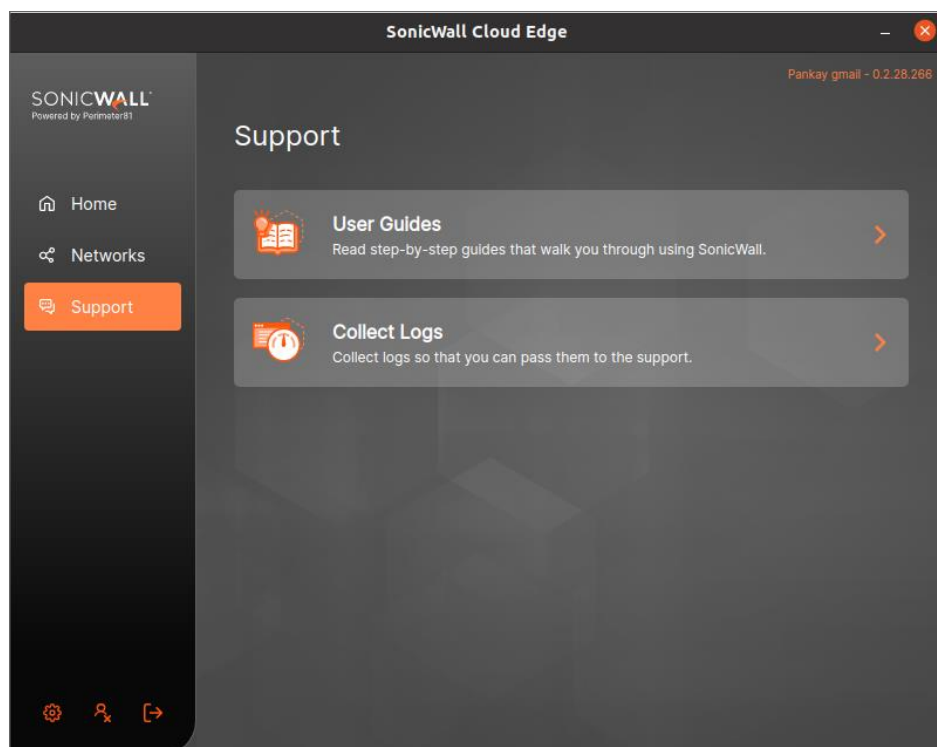 SonicWall Cloud Edge
Pankay gmail - 0.2.28.266
SONICWALL
Powered by Perimeter81
Home
Networks
Support
Support
User Guides
Read step-by-step guides that walk you through using SonicWall.
Collect Logs
Collect logs so that you can pass them to the support.